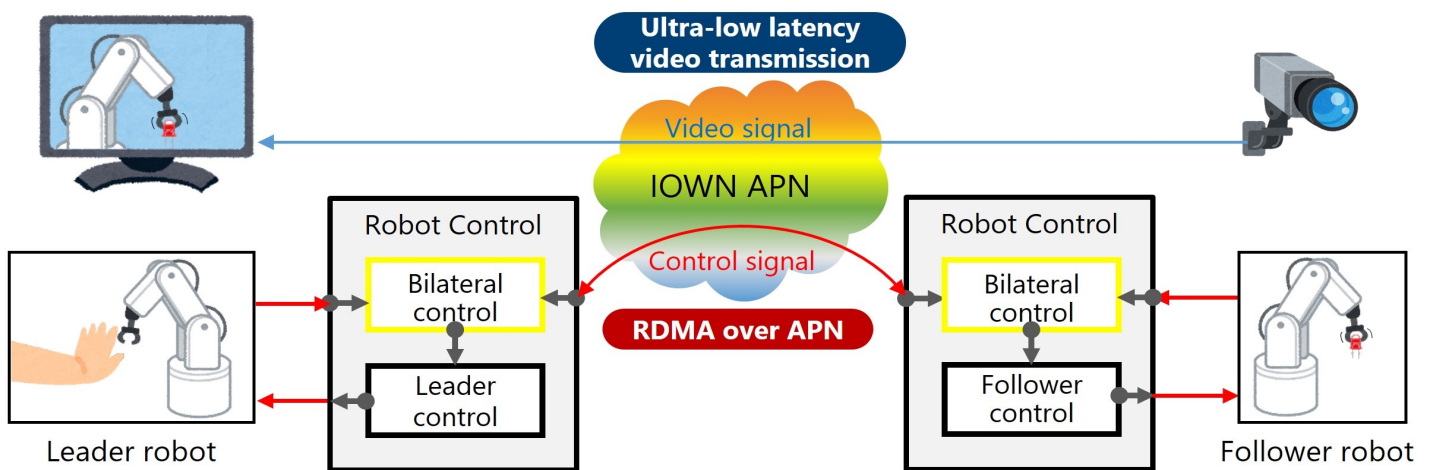 Ultra-low latency
video transmission
Video signal
IOWN APN
Control signal
RDMA over APN
Robot Control
Bilateral
control
Leader
control
Leader robot
Robot Control
Bilateral
control
Follower
control
Follower robot